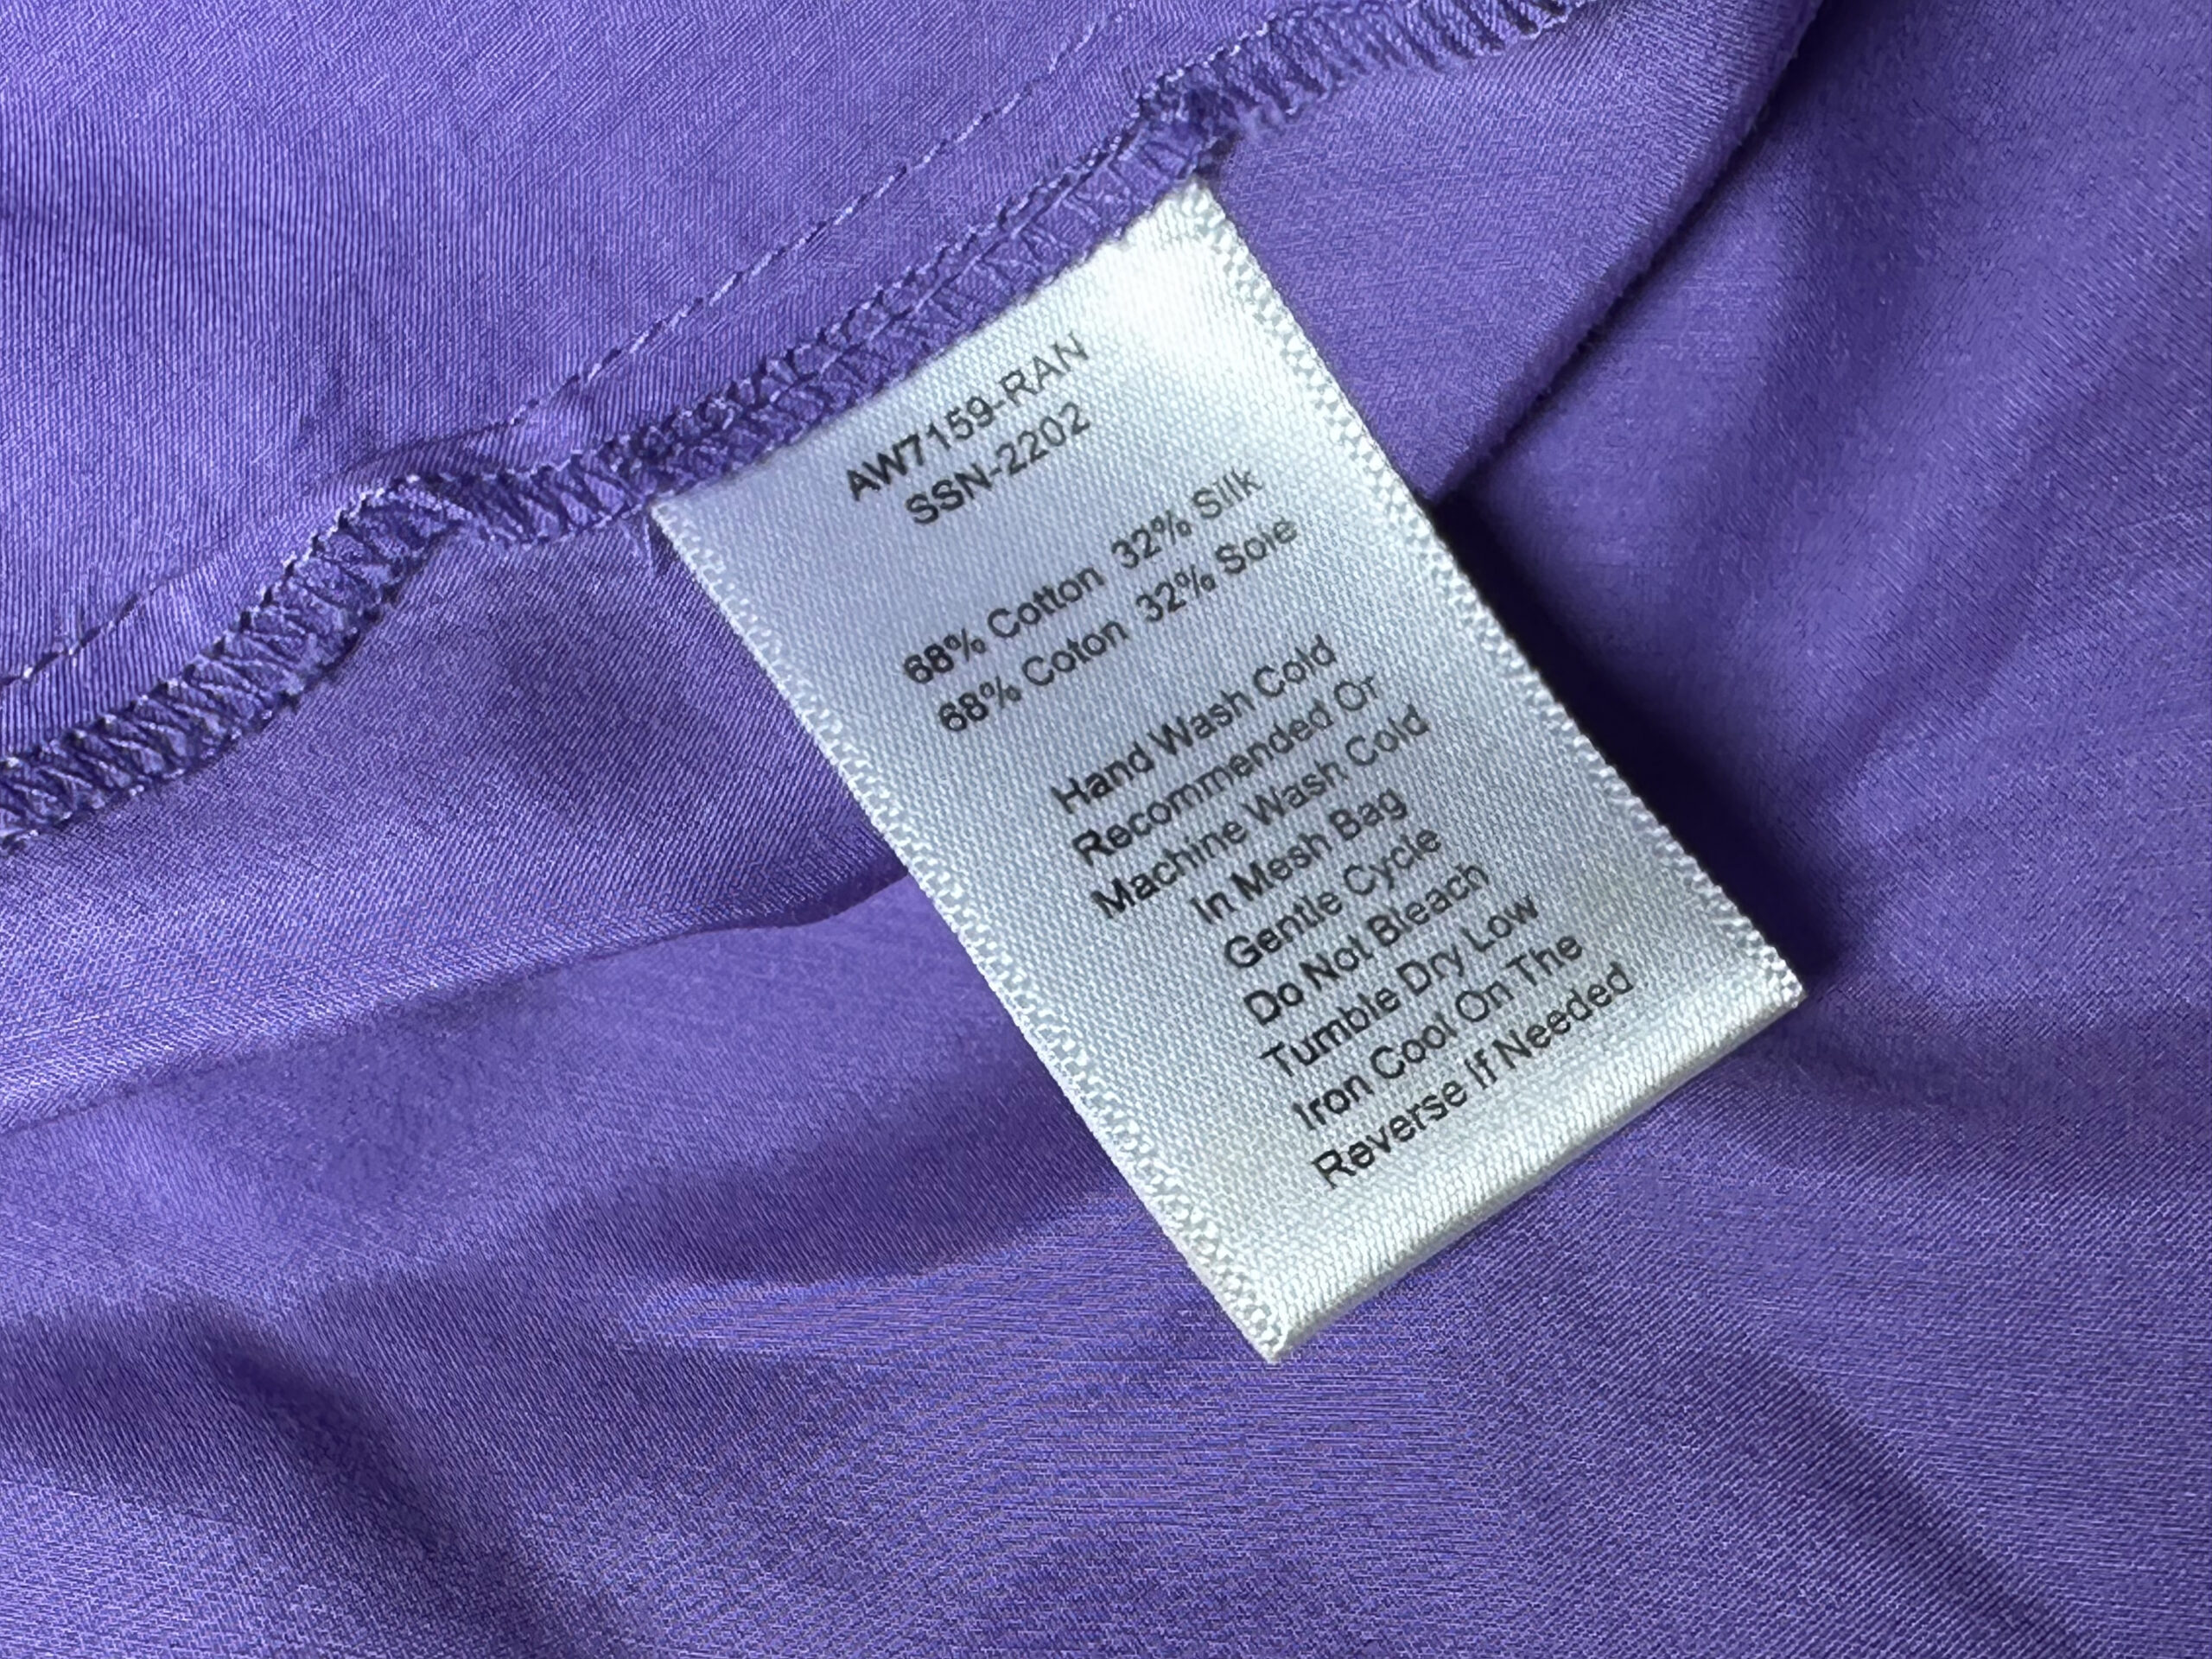 AW7159-RAN
SSN-2202
68% Cotton 32% Silk
68% Coton 32% Soie
Hand Wash Cold
Recommended Or
Machine Wash Cold
In Mesh Bag
Gentle Cycle
Do Not Bleach
Tumble Dry Low
Iron Cool On The
Reverse If Needed